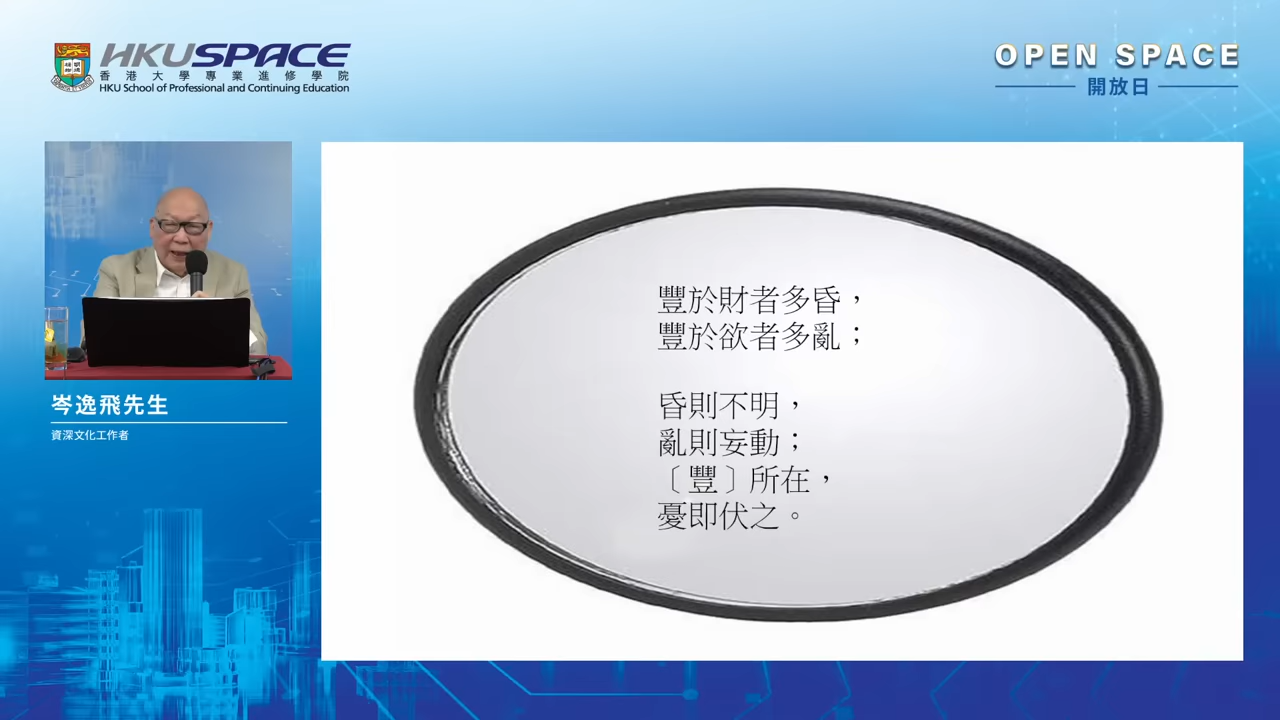 HKUSPACE
香港大學專業進修學院
HKU School of Professional and Continuing Education
OPEN SPACE
開放日
岑逸飛先生
資深文化工作者
豐於財者多昏，
豐於欲者多亂；
昏則不明，
亂則妄動；
〔豐〕所在，
憂即伏之。